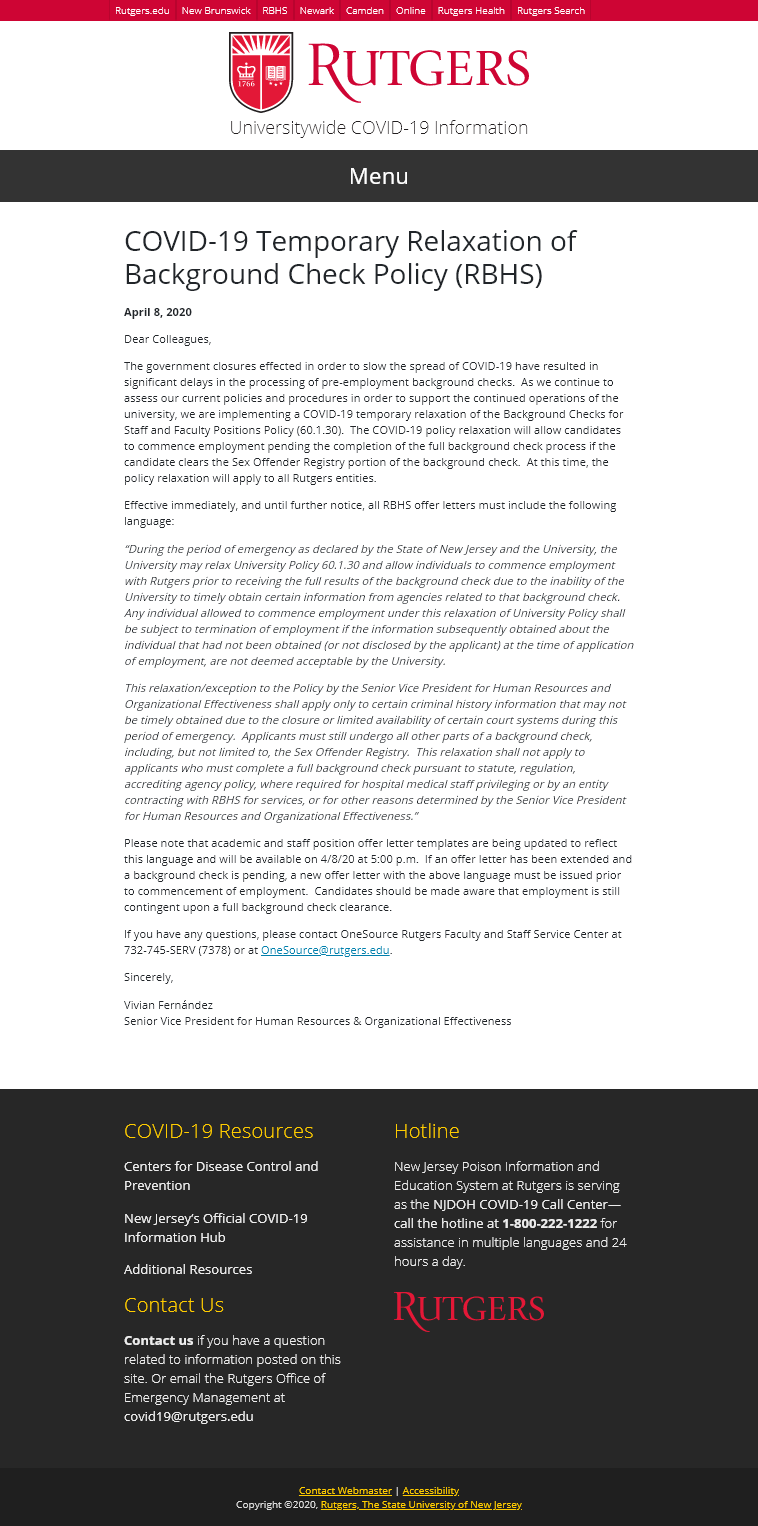 Rutgers.edu New Brunswick RBHS Newark Camden Online Rutgers Health Rutgers Search
1766
RUTGERS
Universitywide COVID-19 Information
Menu
COVID-19 Temporary Relaxation of
Background Check Policy (RBHS)
April 8, 2020
Dear Colleagues,
The government closures effected in order to slow the spread of COVID-19 have resulted in
significant delays in the processing of pre-employment background checks.  As we continue to
assess our current policies and procedures in order to support the continued operations of the
university, we are implementing a COVID-19 temporary relaxation of the Background Checks for
Staff and Faculty Positions Policy (60.1.30).  The COVID-19 policy relaxation will allow candidates
to commence employment pending the completion of the full background check process if the
candidate clears the Sex Offender Registry portion of the background check.  At this time, the
policy relaxation will apply to all Rutgers entities.
Effective immediately, and until further notice, all RBHS offer letters must include the following
language:
“During the period of emergency as declared by the State of New Jersey and the University, the
University may relax University Policy 60.1.30 and allow individuals to commence employment
with Rutgers prior to receiving the full results of the background check due to the inability of the
University to timely obtain certain information from agencies related to that background check.
Any individual allowed to commence employment under this relaxation of University Policy shall
be subject to termination of employment if the information subsequently obtained about the
individual that had not been obtained (or not disclosed by the applicant) at the time of application
of employment, are not deemed acceptable by the University.
This relaxation/exception to the Policy by the Senior Vice President for Human Resources and
Organizational Effectiveness shall apply only to certain criminal history information that may not
be timely obtained due to the closure or limited availability of certain court systems during this
period of emergency.  Applicants must still undergo all other parts of a background check,
including, but not limited to, the Sex Offender Registry.  This relaxation shall not apply to
applicants who must complete a full background check pursuant to statute, regulation,
accrediting agency policy, where required for hospital medical staff privileging or by an entity
contracting with RBHS for services, or for other reasons determined by the Senior Vice President
for Human Resources and Organizational Effectiveness.”
Please note that academic and staff position offer letter templates are being updated to reflect
this language and will be available on 4/8/20 at 5:00 p.m.  If an offer letter has been extended and
a background check is pending, a new offer letter with the above language must be issued prior
to commencement of employment.  Candidates should be made aware that employment is still
contingent upon a full background check clearance.
If you have any questions, please contact OneSource Rutgers Faculty and Staff Service Center at
732-745-SERV (7378) or at OneSource@rutgers.edu.
Sincerely,
Vivian Fernández
Senior Vice President for Human Resources & Organizational Effectiveness
COVID-19 Resources
Centers for Disease Control and
Prevention
New Jersey’s Official COVID-19
Information Hub
Additional Resources
Contact Us
Contact us if you have a question
related to information posted on this
site. Or email the Rutgers Office of
Emergency Management at
covid19@rutgers.edu
Hotline
New Jersey Poison Information and
Education System at Rutgers is serving
as the NJDOH COVID-19 Call Center—
call the hotline at 1-800-222-1222 for
assistance in multiple languages and 24
hours a day.
RUTGERS
Contact Webmaster | Accessibility
Copyright ©2020, Rutgers, The State University of New Jersey